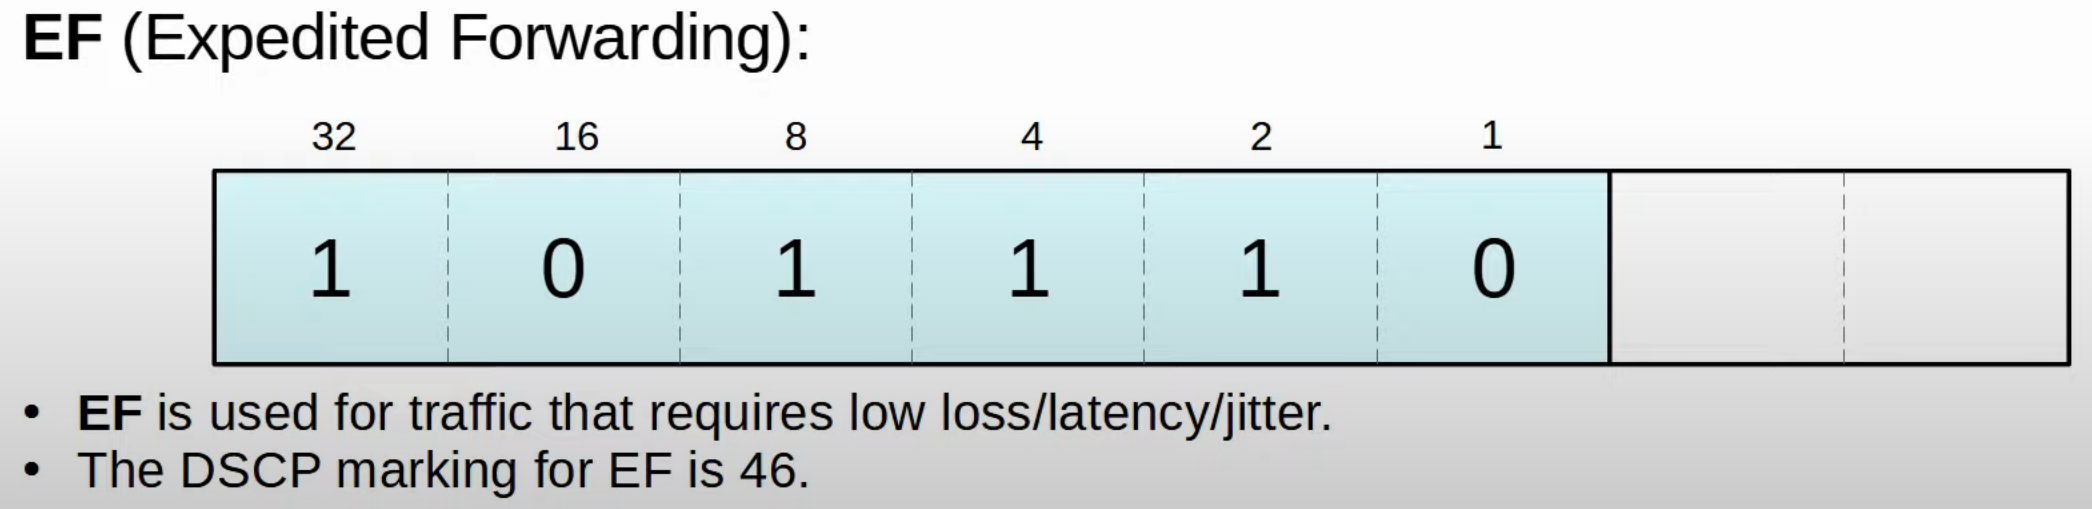 EF (Expedited Forwarding):
32 16 8 4 2 1
1 0 1 1 1 0
• EF is used for traffic that requires low loss/latency/jitter.
• The DSCP marking for EF is 46.